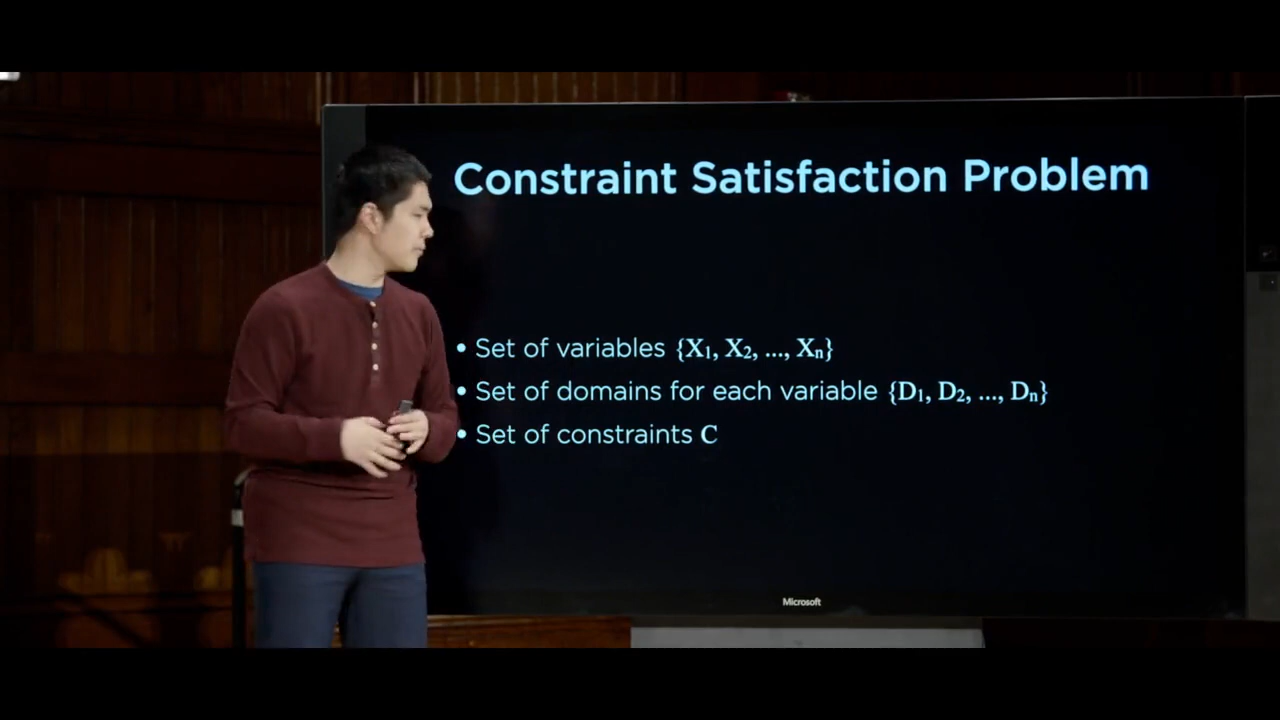 Constraint Satisfaction Problem
• Set of variables {X₁, X₂, ..., Xₙ}
• Set of domains for each variable {D₁, D₂, ..., Dₙ}
• Set of constraints C
Microsoft